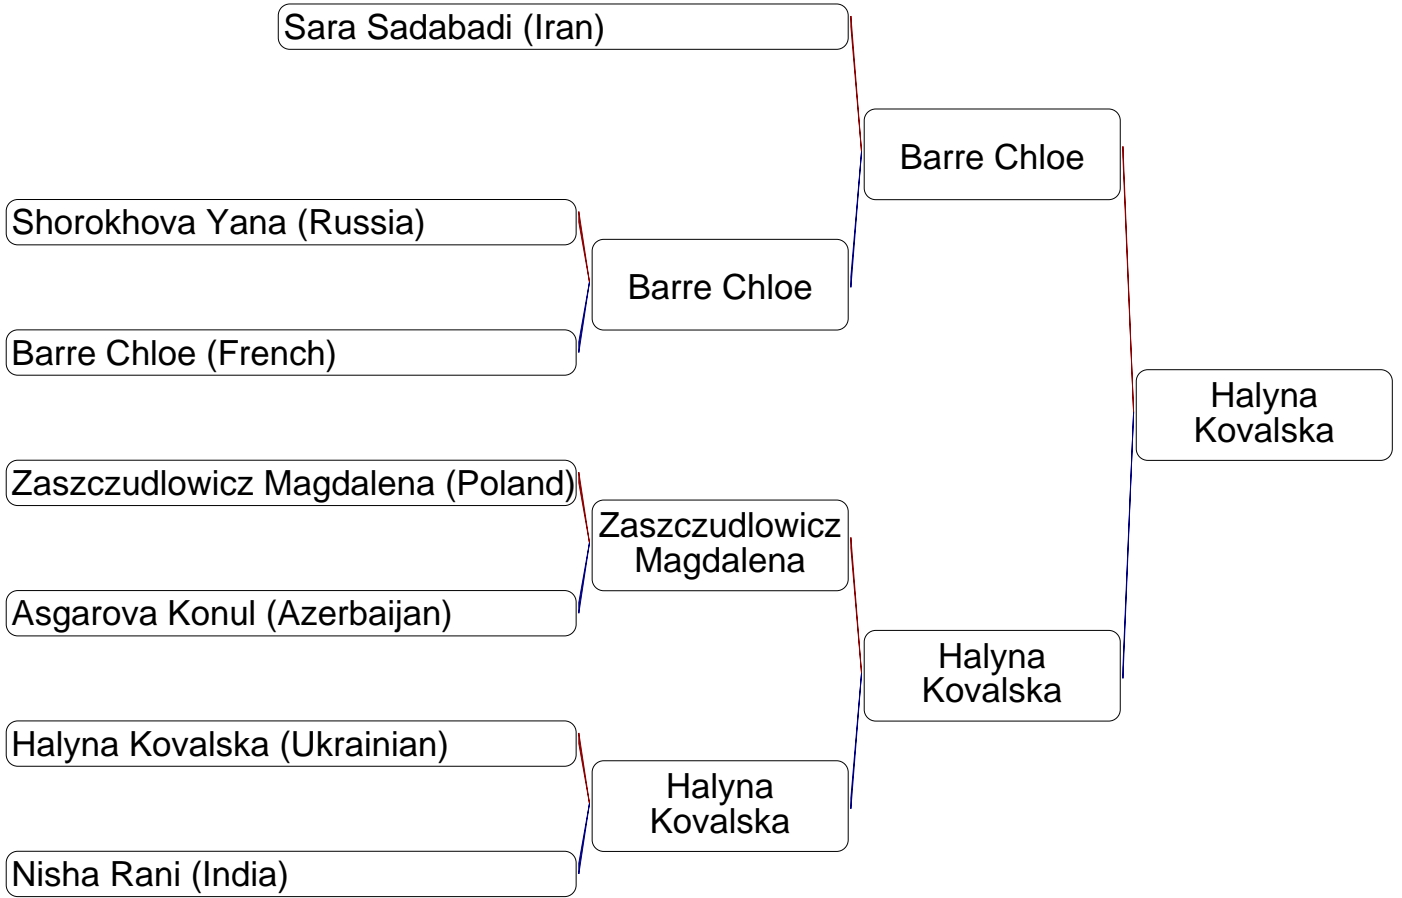 Sara Sadabadi (Iran)
Barre Chloe
Shorokhova Yana (Russia)
Barre Chloe
Barre Chloe (French)
Halyna
Kovalska
Zaszczudlowicz Magdalena (Poland)
Zaszczudlowicz
Magdalena
Asgarova Konul (Azerbaijan)
Halyna
Kovalska
Halyna Kovalska (Ukrainian)
Halyna
Kovalska
Nisha Rani (India)